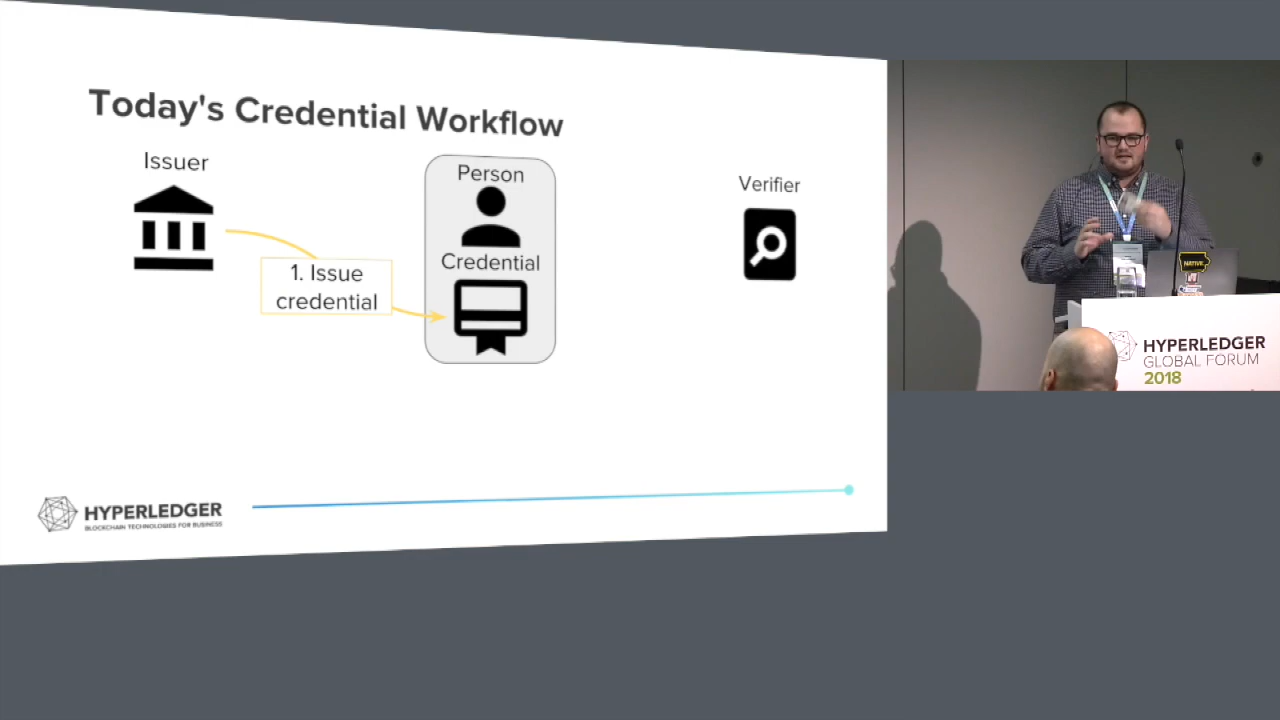 Today's Credential Workflow
Issuer
Person
Verifier
Credential
1. Issue
credential
HYPERLEDGER
BLOCKCHAIN TECHNOLOGIES FOR BUSINESS
NATIVE
HYPERLEDGER
GLOBAL FORUM
2018